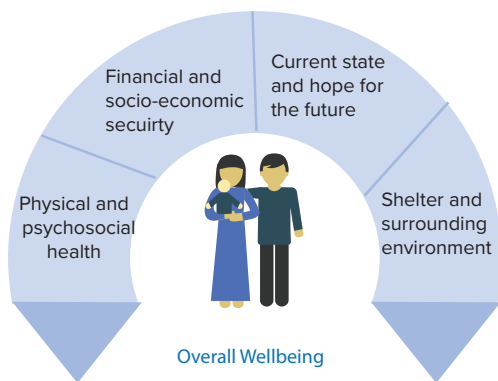 Physical and
psychosocial
health
Financial and
socio-economic
secuirty
Current state
and hope for
the future
Shelter and
surrounding
environment
Overall Wellbeing